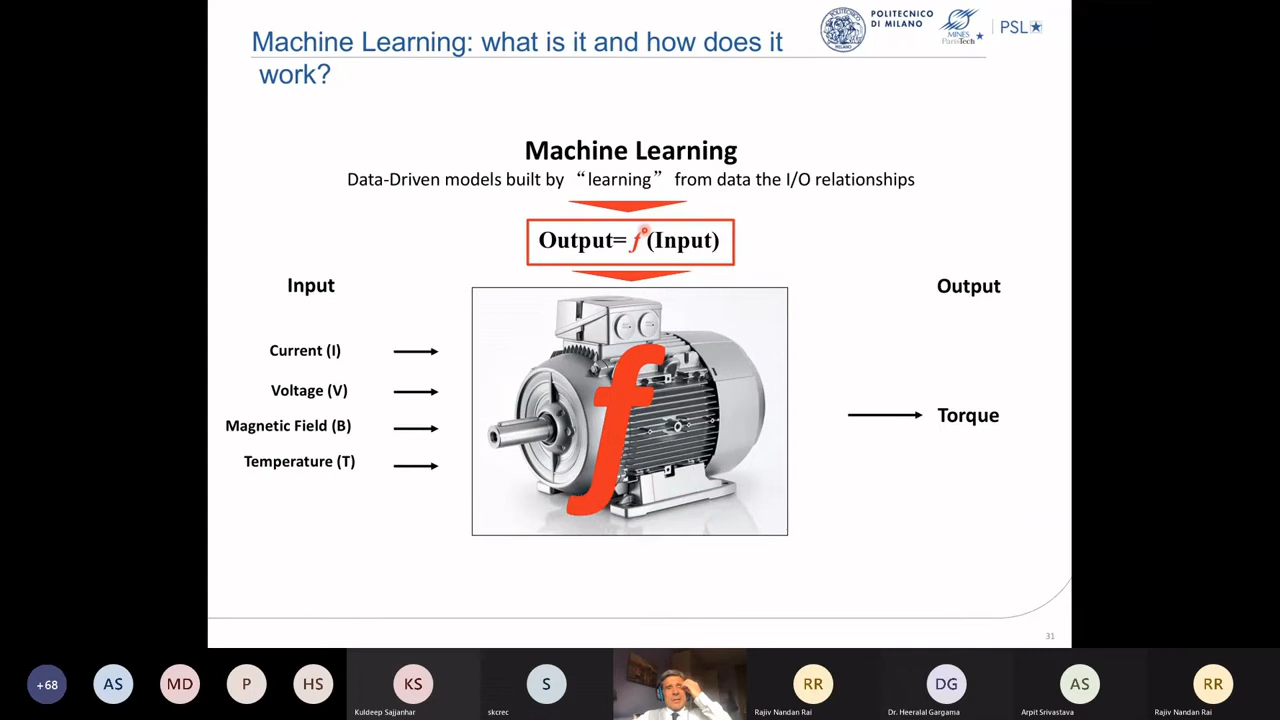 Machine Learning: what is it and how does it
work?
POLITECNICO
DI MILANO
MINES
ParisTech
PSL
Machine Learning
Data-Driven models built by “learning” from data the I/O relationships
Output= f (Input)
Input
Output
Current (I)
Voltage (V)
Magnetic Field (B)
Temperature (T)
f
Torque
31
+68
AS
MD
P
HS
KS
S
RR
DG
AS
RR
Kuldeep Sajjanhar
skcrec
Rajiv Nandan Rai
Dr. Heeralal Gargama
Arpit Srivastava
Rajiv Nandan Rai